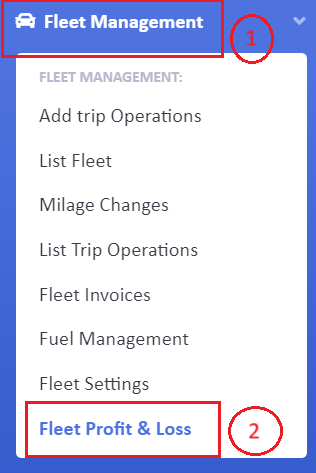 Fleet Management
1
FLEET MANAGEMENT:
Add trip Operations
List Fleet
Milage Changes
List Trip Operations
Fleet Invoices
Fuel Management
Fleet Settings
Fleet Profit & Loss
2